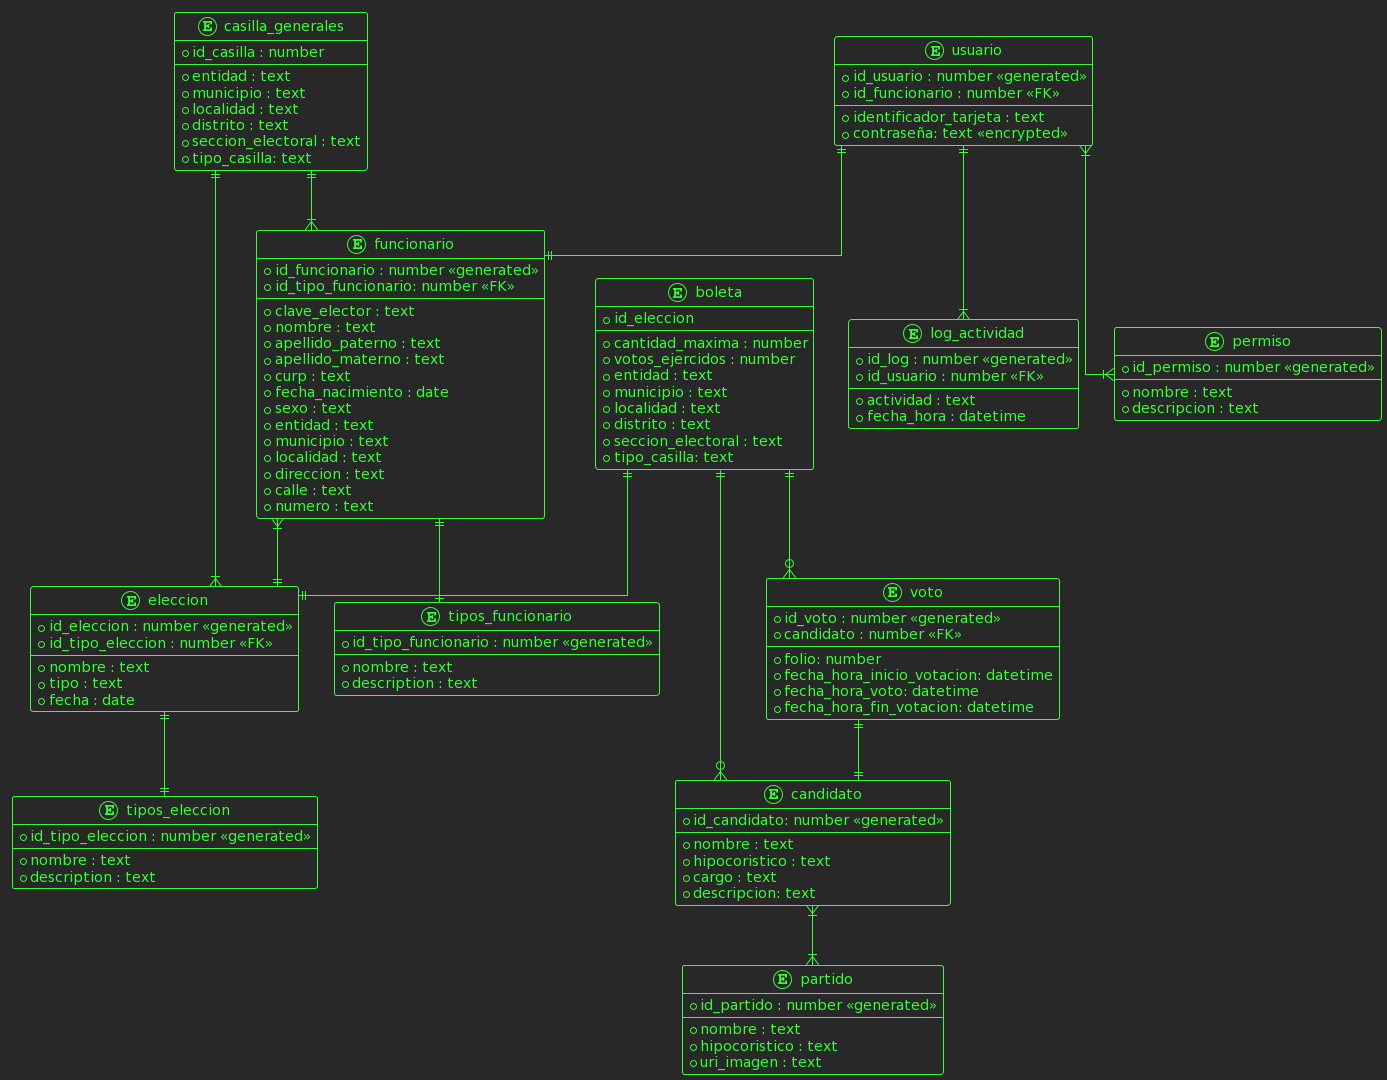 E casilla_generales
id_casilla : number
entidad : text
municipio : text
localidad : text
distrito : text
seccion_electoral : text
tipo_casilla: text
E usuario
id_usuario : number «generated»
id_funcionario : number «FK»
identificador_tarjeta : text
contraseña: text «encrypted»
E funcionario
id_funcionario : number «generated»
id_tipo_funcionario: number «FK»
clave_elector : text
nombre : text
apellido_paterno : text
apellido_materno : text
curp : text
fecha_nacimiento : date
sexo : text
entidad : text
municipio : text
localidad : text
direccion : text
calle : text
numero : text
E boleta
id_eleccion
cantidad_maxima : number
votos_ejercidos : number
entidad : text
municipio : text
localidad : text
distrito : text
seccion_electoral : text
tipo_casilla: text
E log_actividad
id_log : number «generated»
id_usuario : number «FK»
actividad : text
fecha_hora : datetime
E permiso
id_permiso : number «generated»
nombre : text
descripcion : text
E eleccion
id_eleccion : number «generated»
id_tipo_eleccion : number «FK»
nombre : text
tipo : text
fecha : date
E tipos_funcionario
id_tipo_funcionario : number «generated»
nombre : text
description : text
E voto
id_voto : number «generated»
candidato : number «FK»
folio: number
fecha_hora_inicio_votacion: datetime
fecha_hora_voto: datetime
fecha_hora_fin_votacion: datetime
E tipos_eleccion
id_tipo_eleccion : number «generated»
nombre : text
description : text
E candidato
id_candidato: number «generated»
nombre : text
hipocoristico : text
cargo : text
descripcion: text
E partido
id_partido : number «generated»
nombre : text
hipocoristico : text
uri_imagen : text